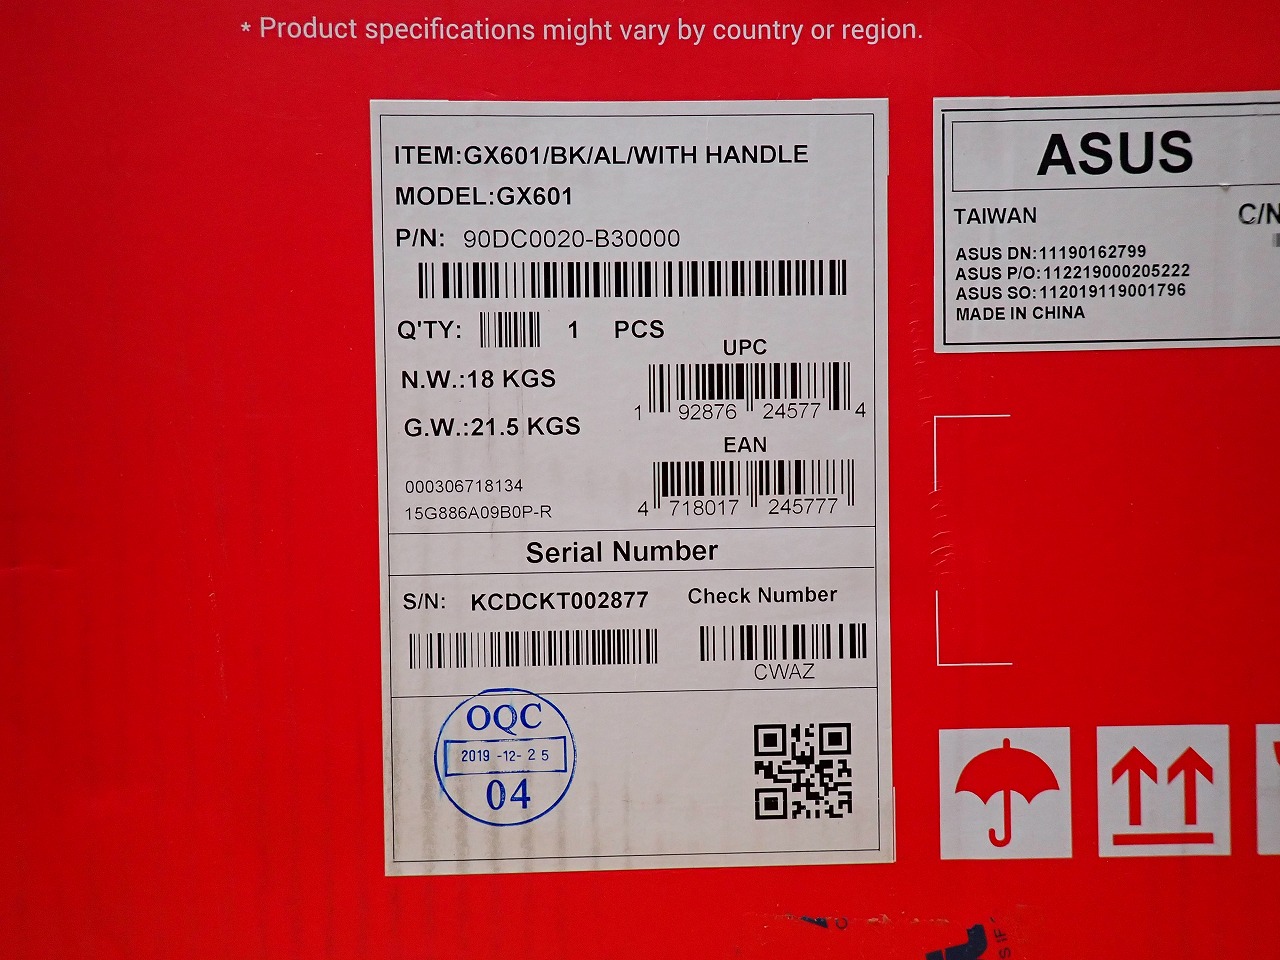 * Product specifications might vary by country or region.
ITEM:GX601/BK/AL/WITH HANDLE
MODEL:GX601
P/N: 90DC0020-B30000
Q'TY: 1 PCS
UPC
N.W.:18 KGS
1 92876 24577 4
G.W.:21.5 KGS
EAN
000306718134
4 718017 245777
15G886A09B0P-R
Serial Number
S/N: KCDCKT002877
Check Number
CWAZ
OQC
2019 -12- 2 5
04
ASUS
TAIWAN
C/N
ASUS DN:11190162799
ASUS P/O:112219000205222
ASUS SO:112019119001796
MADE IN CHINA